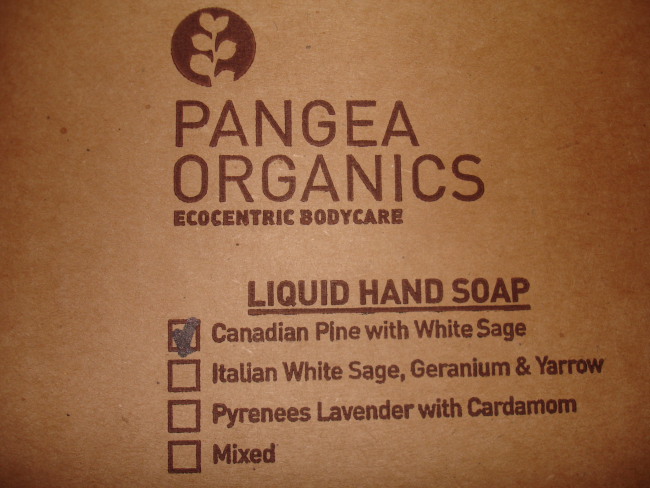 PANGEA
ORGANICS
ECOCENTRIC BODYCARE
LIQUID HAND SOAP
Canadian Pine with White Sage
Italian White Sage, Geranium & Yarrow
Pyrenees Lavender with Cardamom
Mixed